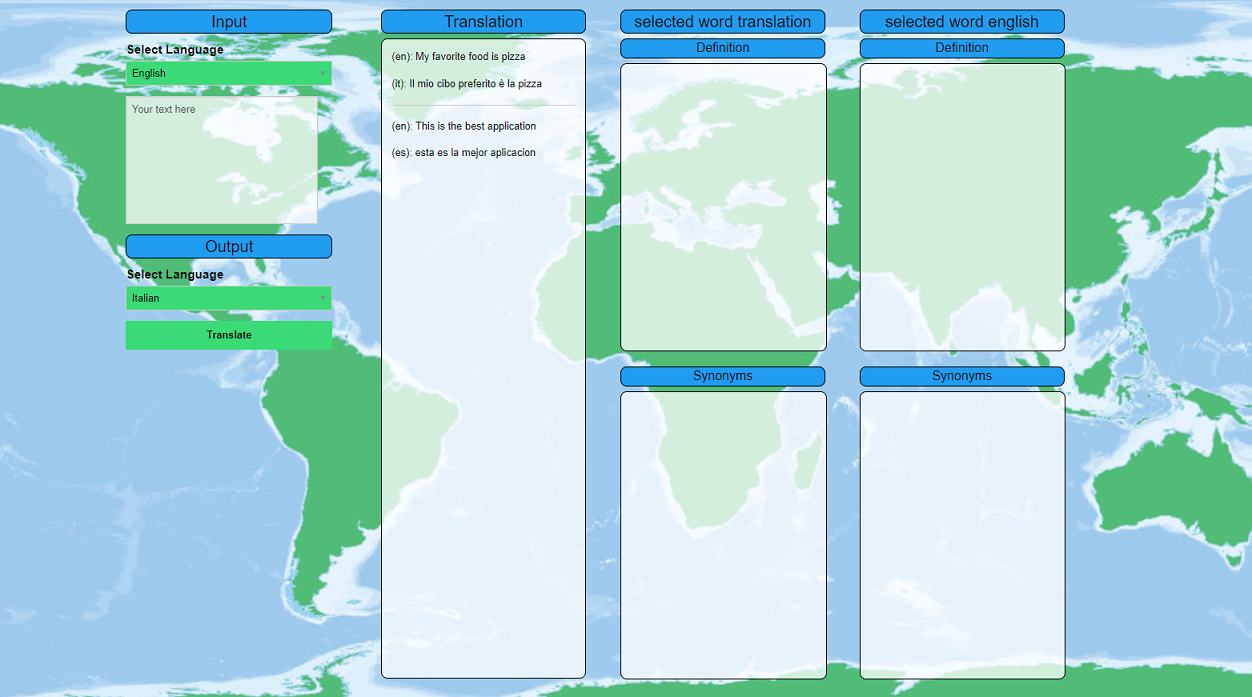 Input
Select Language
English
Your text here
Output
Select Language
Italian
Translate
Translation
(en): My favorite food is pizza
(it): Il mio cibo preferito è la pizza
(en): This is the best application
(es): esta es la mejor aplicacion
selected word translation
Definition
Synonyms
selected word english
Definition
Synonyms